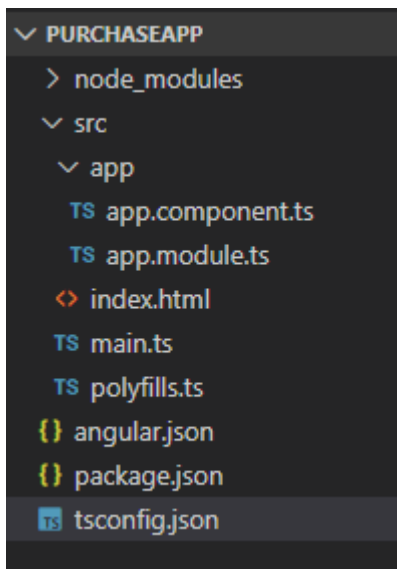 PURCHASEAPP
node_modules
src
app
TS app.component.ts
TS app.module.ts
<> index.html
TS main.ts
TS polyfills.ts
{} angular.json
{} package.json
TS tsconfig.json